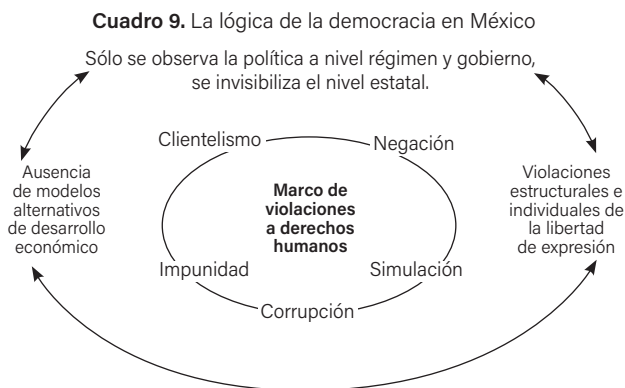 Cuadro 9. La lógica de la democracia en México
Sólo se observa la política a nivel régimen y gobierno,
se invisibiliza el nivel estatal.
Clientelismo
Negación
Ausencia
de modelos
alternativos
de desarrollo
económico
Marco de
violaciones
a derechos
humanos
Violaciones
estructurales e
individuales de
la libertad
de expresión
Impunidad
Simulación
Corrupción